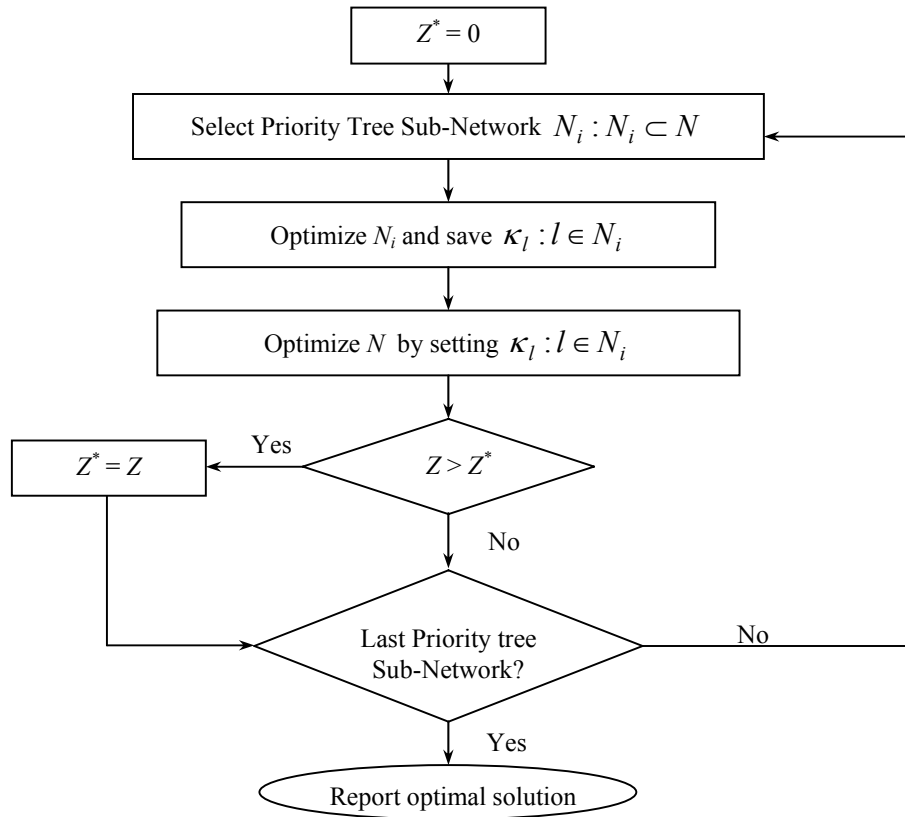 Z* = 0
Select Priority Tree Sub-Network N_i : N_i ⊂ N
Optimize N_i and save κ_l : l ∈ N_i
Optimize N by setting κ_l : l ∈ N_i
Yes
Z* = Z
Z > Z*
No
Last Priority tree
Sub-Network?
No
Yes
Report optimal solution